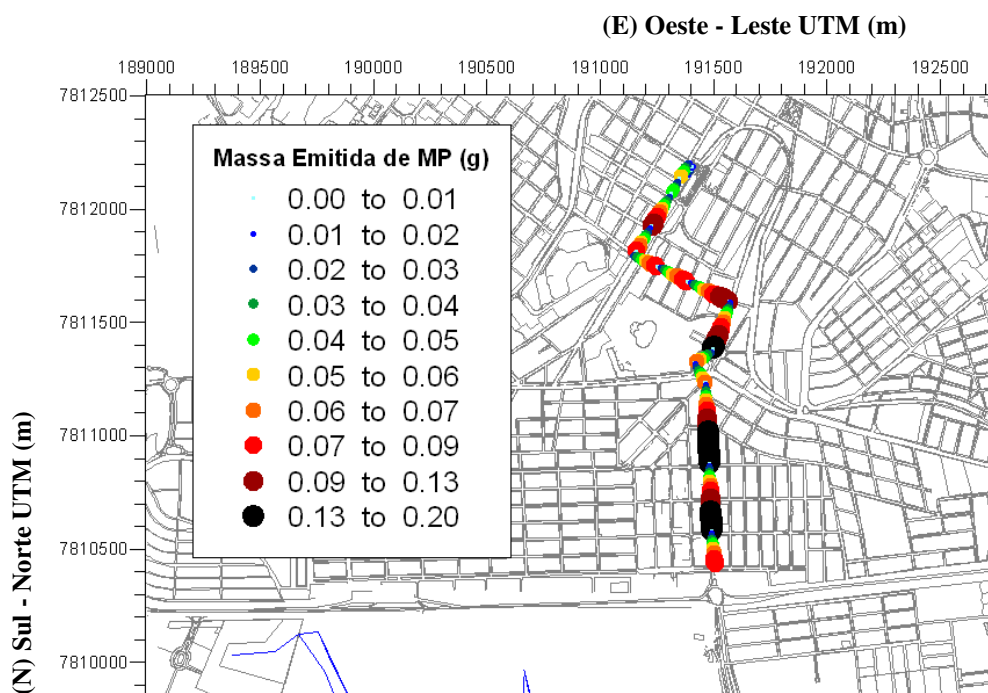 (E) Oeste - Leste UTM (m)
189000 189500 190000 190500 191000 191500 192000 192500
7812500
7812000
7811500
7811000
7810500
7810000
(N) Sul - Norte UTM (m)
Massa Emitida de MP (g)
0.00 to 0.01
0.01 to 0.02
0.02 to 0.03
0.03 to 0.04
0.04 to 0.05
0.05 to 0.06
0.06 to 0.07
0.07 to 0.09
0.09 to 0.13
0.13 to 0.20